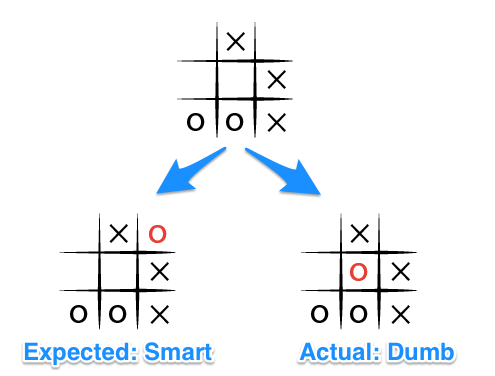 ×
×
O O ×
× O
×
O O ×
Expected: Smart
×
O ×
O O ×
Actual: Dumb